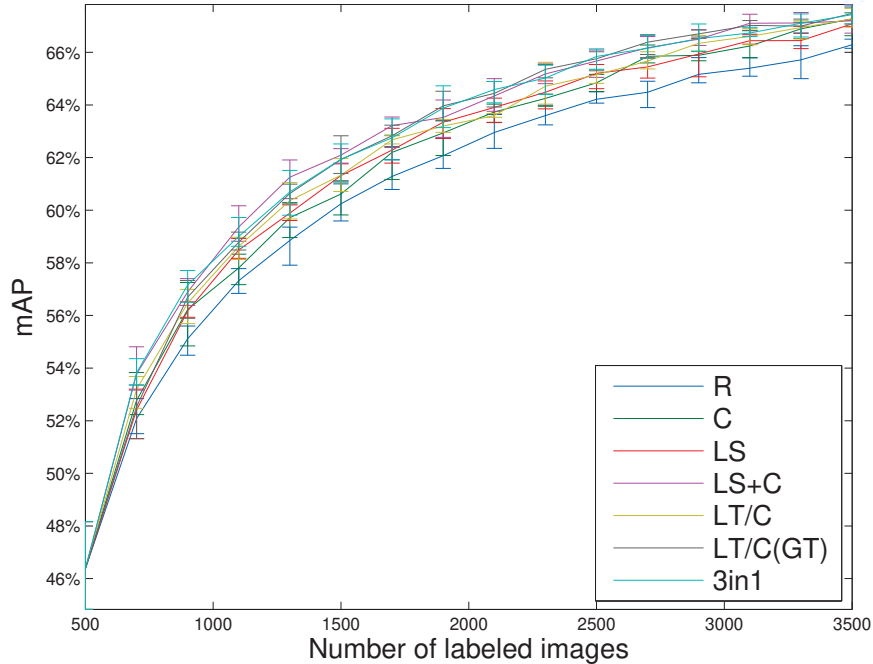 66%
64%
62%
60%
58%
56%
54%
52%
50%
48%
46%
mAP
500
1000
1500
2000
2500
3000
3500
Number of labeled images
R
C
LS
LS+C
LT/C
LT/C(GT)
3in1